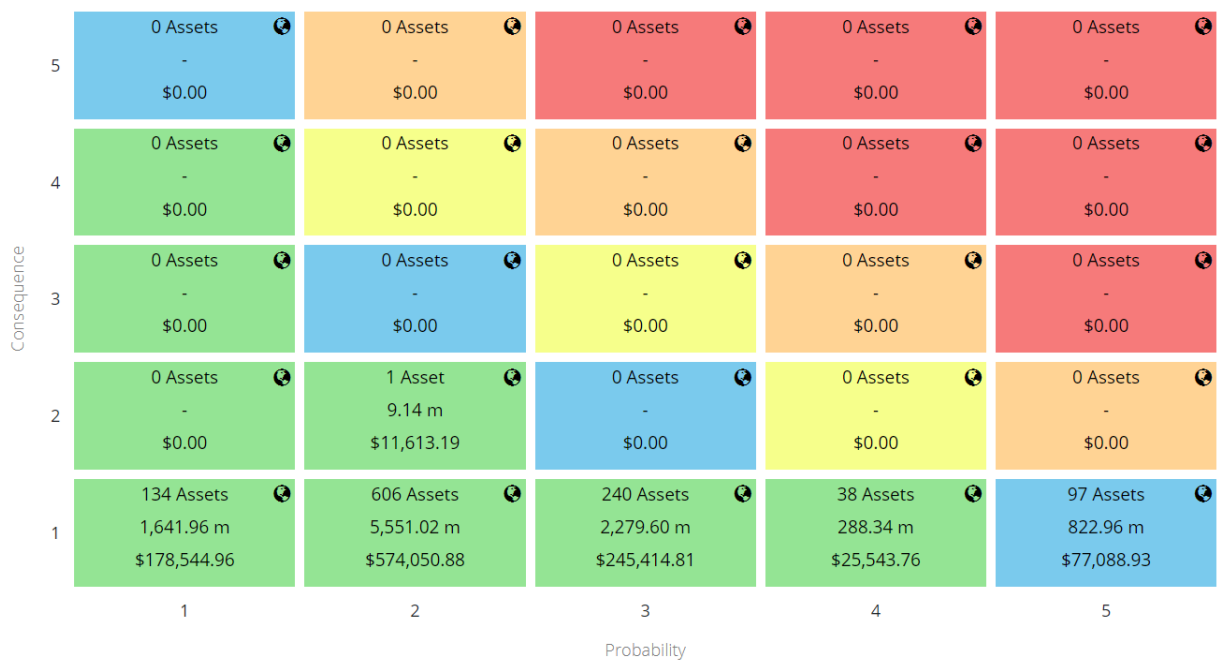 0 Assets 0 Assets 0 Assets 0 Assets 0 Assets
5 - - - - -
$0.00 $0.00 $0.00 $0.00 $0.00
0 Assets 0 Assets 0 Assets 0 Assets 0 Assets
4 - - - - -
$0.00 $0.00 $0.00 $0.00 $0.00
Consequence
0 Assets 0 Assets 0 Assets 0 Assets 0 Assets
3 - - - - -
$0.00 $0.00 $0.00 $0.00 $0.00
0 Assets 1 Asset 0 Assets 0 Assets 0 Assets
2 - 9.14 m - - -
$0.00 $11,613.19 $0.00 $0.00 $0.00
134 Assets 606 Assets 240 Assets 38 Assets 97 Assets
1 1,641.96 m 5,551.02 m 2,279.60 m 288.34 m 822.96 m
$178,544.96 $574,050.88 $245,414.81 $25,543.76 $77,088.93
1 2 3 4 5
Probability